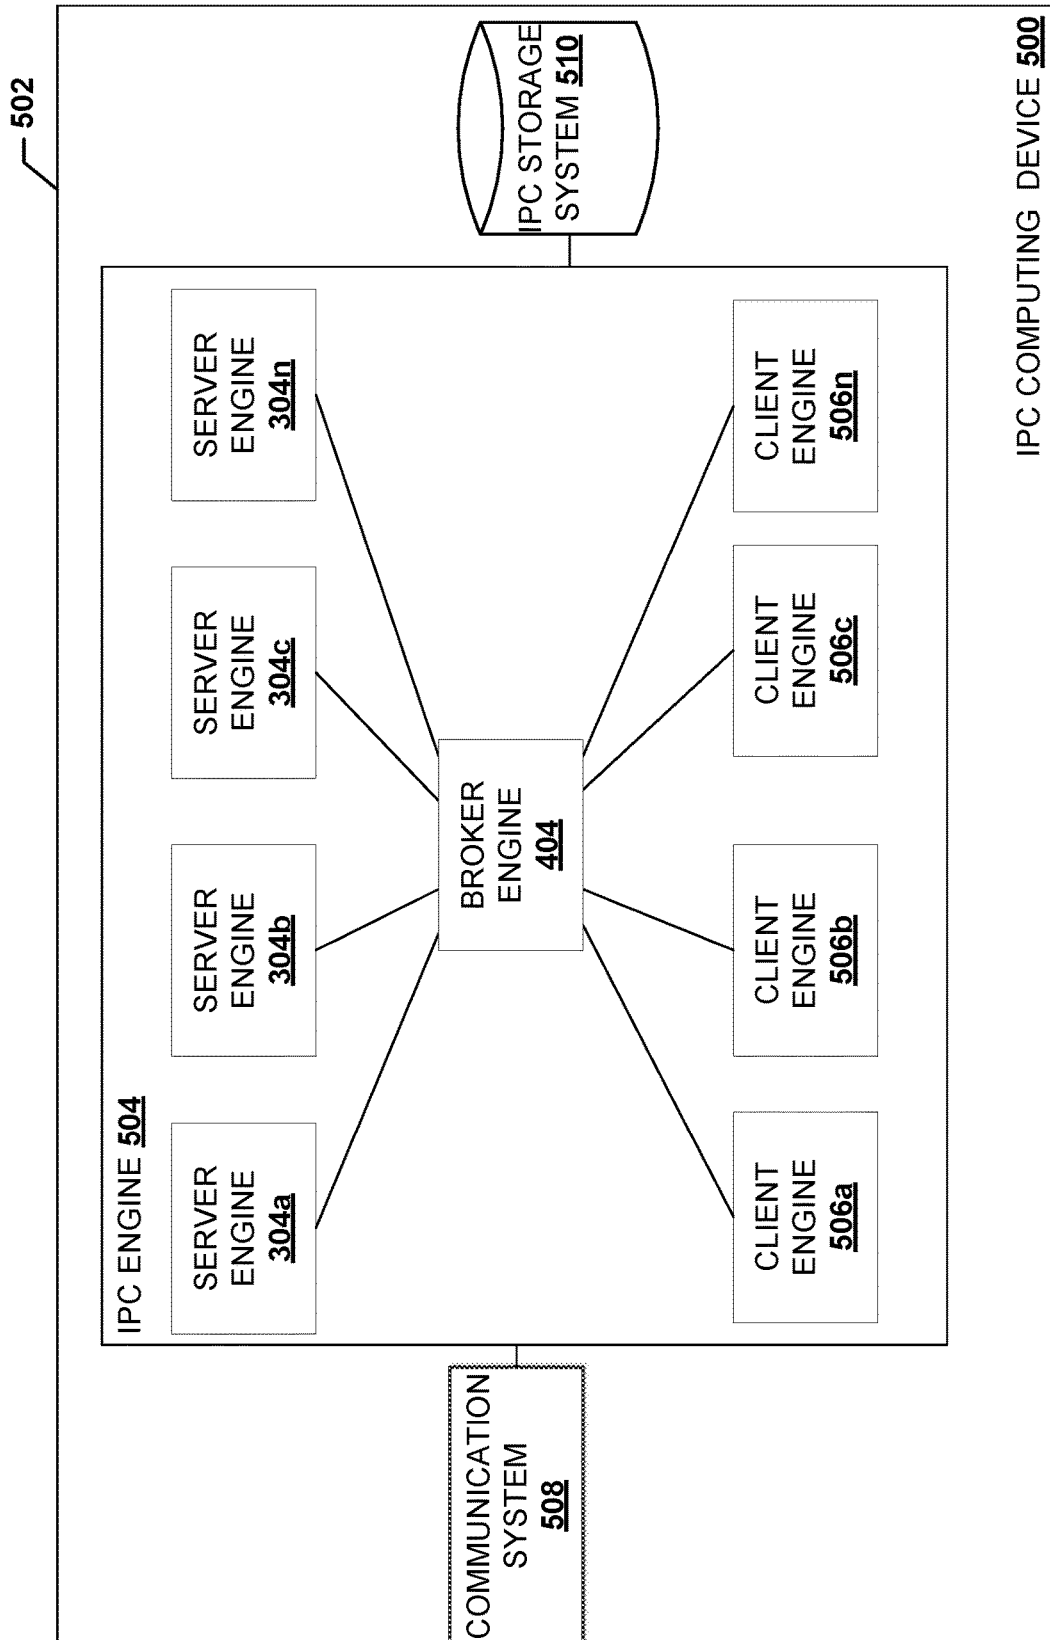 502
IPC ENGINE 504
SERVER
ENGINE
304a
SERVER
ENGINE
304b
SERVER
ENGINE
304c
SERVER
ENGINE
304n
COMMUNICATION
SYSTEM
508
BROKER
ENGINE
404
IPC STORAGE
SYSTEM 510
CLIENT
ENGINE
506a
CLIENT
ENGINE
506b
CLIENT
ENGINE
506c
CLIENT
ENGINE
506n
IPC COMPUTING DEVICE 500